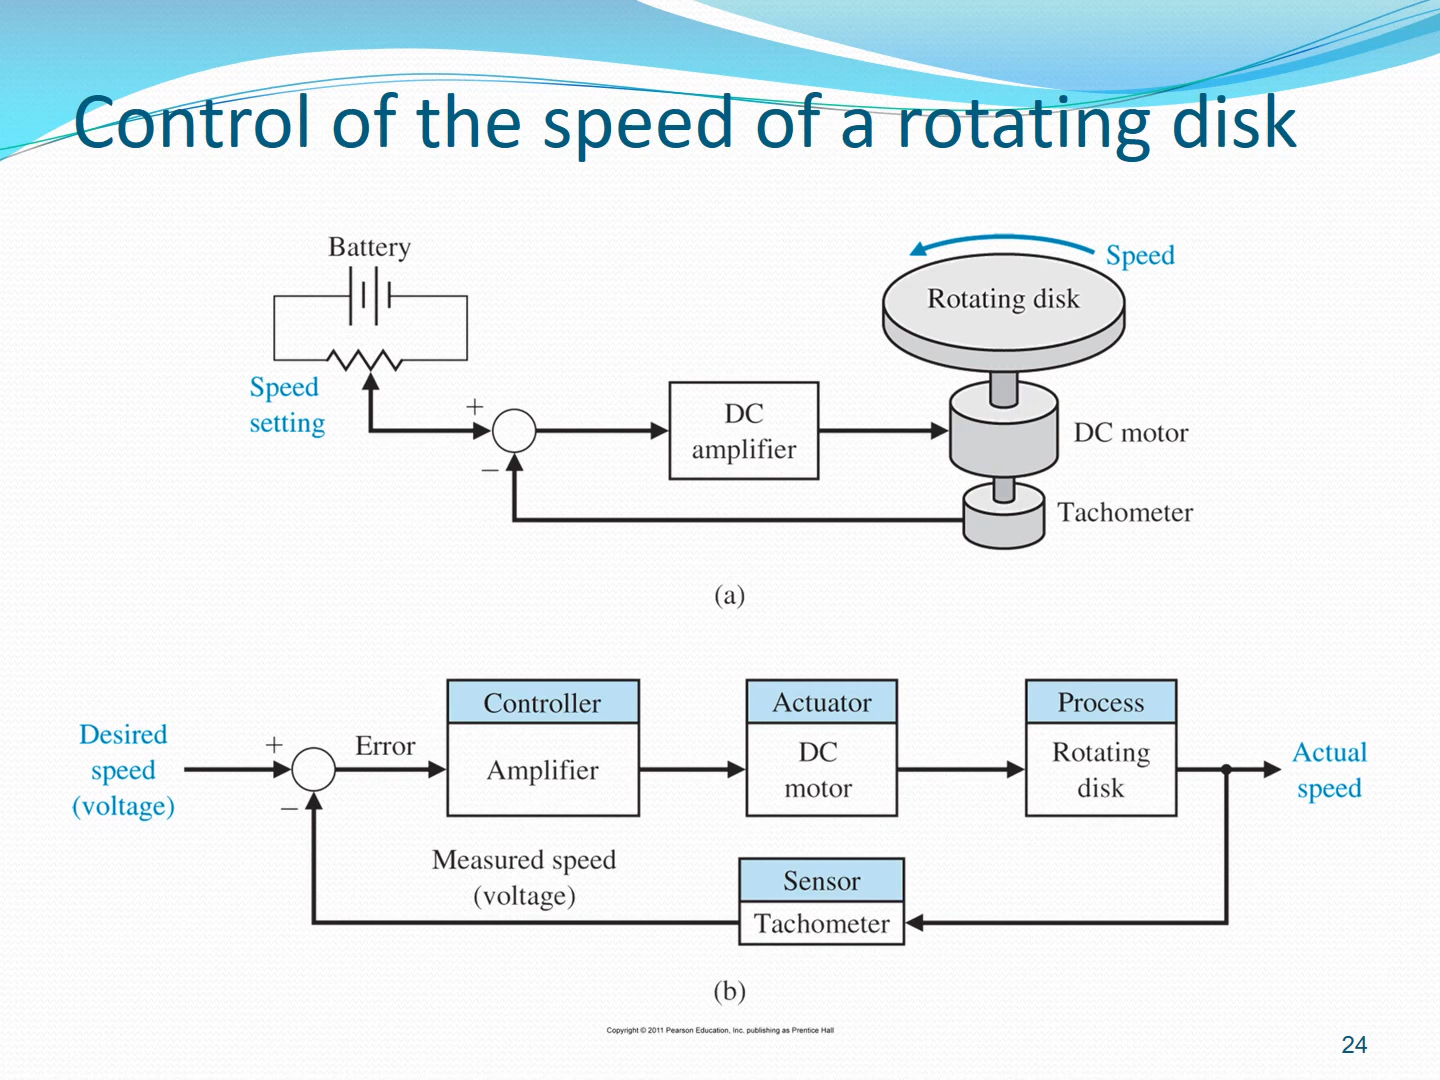 Control of the speed of a rotating disk
Battery
Speed
Rotating disk
Speed
setting
+
−
DC
amplifier
DC motor
Tachometer
(a)
Desired
speed
(voltage)
+
−
Error
Controller
Amplifier
Actuator
DC
motor
Process
Rotating
disk
Actual
speed
Measured speed
(voltage)
Sensor
Tachometer
(b)
Copyright © 2011 Pearson Education, Inc. publishing as Prentice Hall
24